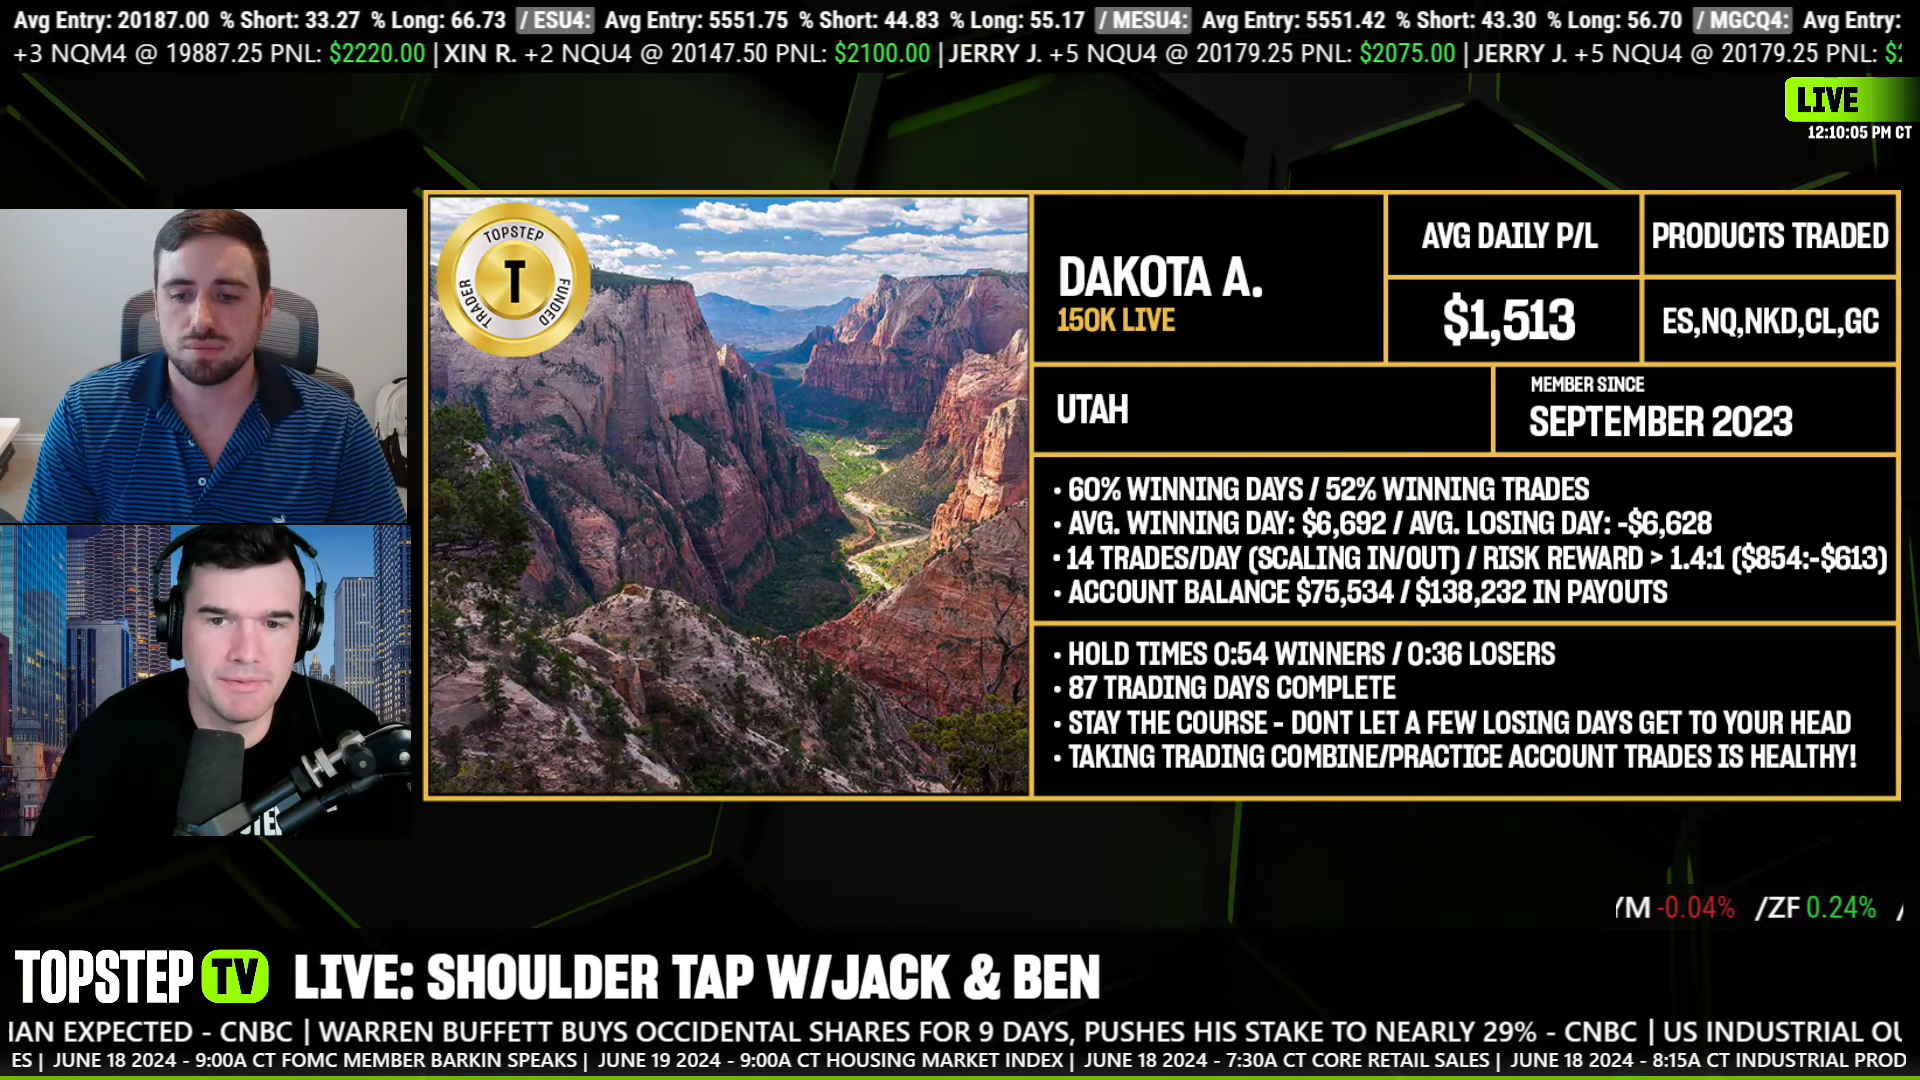 Avg Entry: 20187.00 % Short: 33.27 % Long: 66.73 / ESU4: Avg Entry: 5551.75 % Short: 44.83 % Long: 55.17 / MESU4: Avg Entry: 5551.42 % Short: 43.30 % Long: 56.70 / MGCQ4: Avg Entry:
+3 NQM4 @ 19887.25 PNL: $2220.00 | XIN R. +2 NQU4 @ 20147.50 PNL: $2100.00 | JERRY J. +5 NQU4 @ 20179.25 PNL: $2075.00 | JERRY J. +5 NQU4 @ 20179.25 PNL:
LIVE
12:10:05 PM CT
TOPSTEP
T
FUNDED
TRADER
DAKOTA A.
150K LIVE
AVG DAILY P/L
$1,513
PRODUCTS TRADED
ES,NQ,NKD,CL,GC
UTAH
MEMBER SINCE
SEPTEMBER 2023
• 60% WINNING DAYS / 52% WINNING TRADES
• AVG. WINNING DAY: $6,692 / AVG. LOSING DAY: -$6,628
• 14 TRADES/DAY (SCALING IN/OUT) / RISK REWARD > 1.4:1 ($854:-$613)
• ACCOUNT BALANCE $75,534 / $138,232 IN PAYOUTS
• HOLD TIMES 0:54 WINNERS / 0:36 LOSERS
• 87 TRADING DAYS COMPLETE
• STAY THE COURSE - DONT LET A FEW LOSING DAYS GET TO YOUR HEAD
• TAKING TRADING COMBINE/PRACTICE ACCOUNT TRADES IS HEALTHY!
YM -0.04% /ZF 0.24% /
TOPSTEP TV LIVE: SHOULDER TAP W/JACK & BEN
EXPECTED - CNBC | WARREN BUFFETT BUYS OCCIDENTAL SHARES FOR 9 DAYS, PUSHES HIS STAKE TO NEARLY 29% - CNBC | US INDUSTRIAL
ES | JUNE 18 2024 - 9:00A CT FOMC MEMBER BARKIN SPEAKS | JUNE 19 2024 - 9:00A CT HOUSING MARKET INDEX | JUNE 18 2024 - 7:30A CT CORE RETAIL SALES | JUNE 18 2024 - 8:15A CT INDUSTRIAL PROD